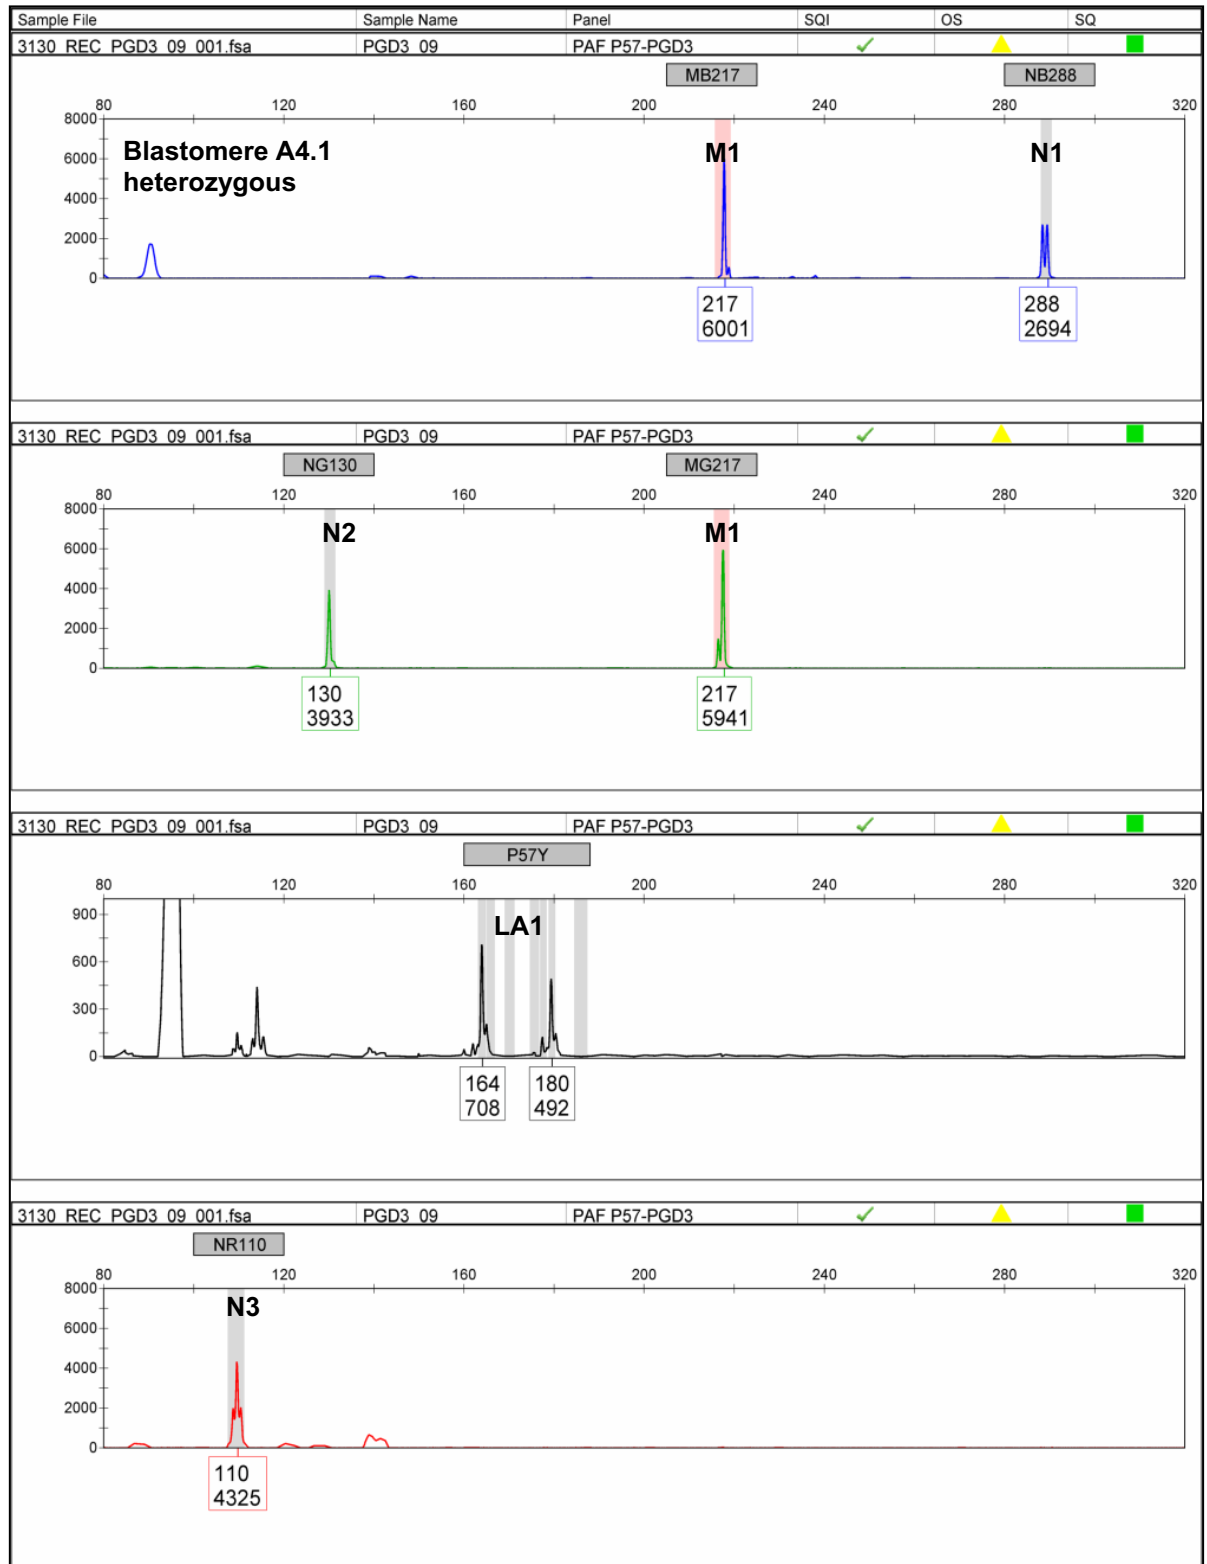 Sample File Sample Name Panel SQI OS SQ
3130_REC_PGD3_09_001.fsa PGD3_09 PAF P57-PGD3
MB217 NB288
80 120 160 200 240 280 320
8000
6000
4000
2000
0
Blastomere A4.1
heterozygous
M1 N1
217 288
6001 2694
3130_REC_PGD3_09_001.fsa PGD3_09 PAF P57-PGD3
NG130 MG217
80 120 160 200 240 280 320
8000
6000
4000
2000
0
N2 M1
130 217
3933 5941
3130_REC_PGD3_09_001.fsa PGD3_09 PAF P57-PGD3
P57Y
80 120 160 200 240 280 320
900
600
300
0
LA1
164 180
708 492
3130_REC_PGD3_09_001.fsa PGD3_09 PAF P57-PGD3
NR110
80 120 160 200 240 280 320
8000
6000
4000
2000
0
N3
110
4325